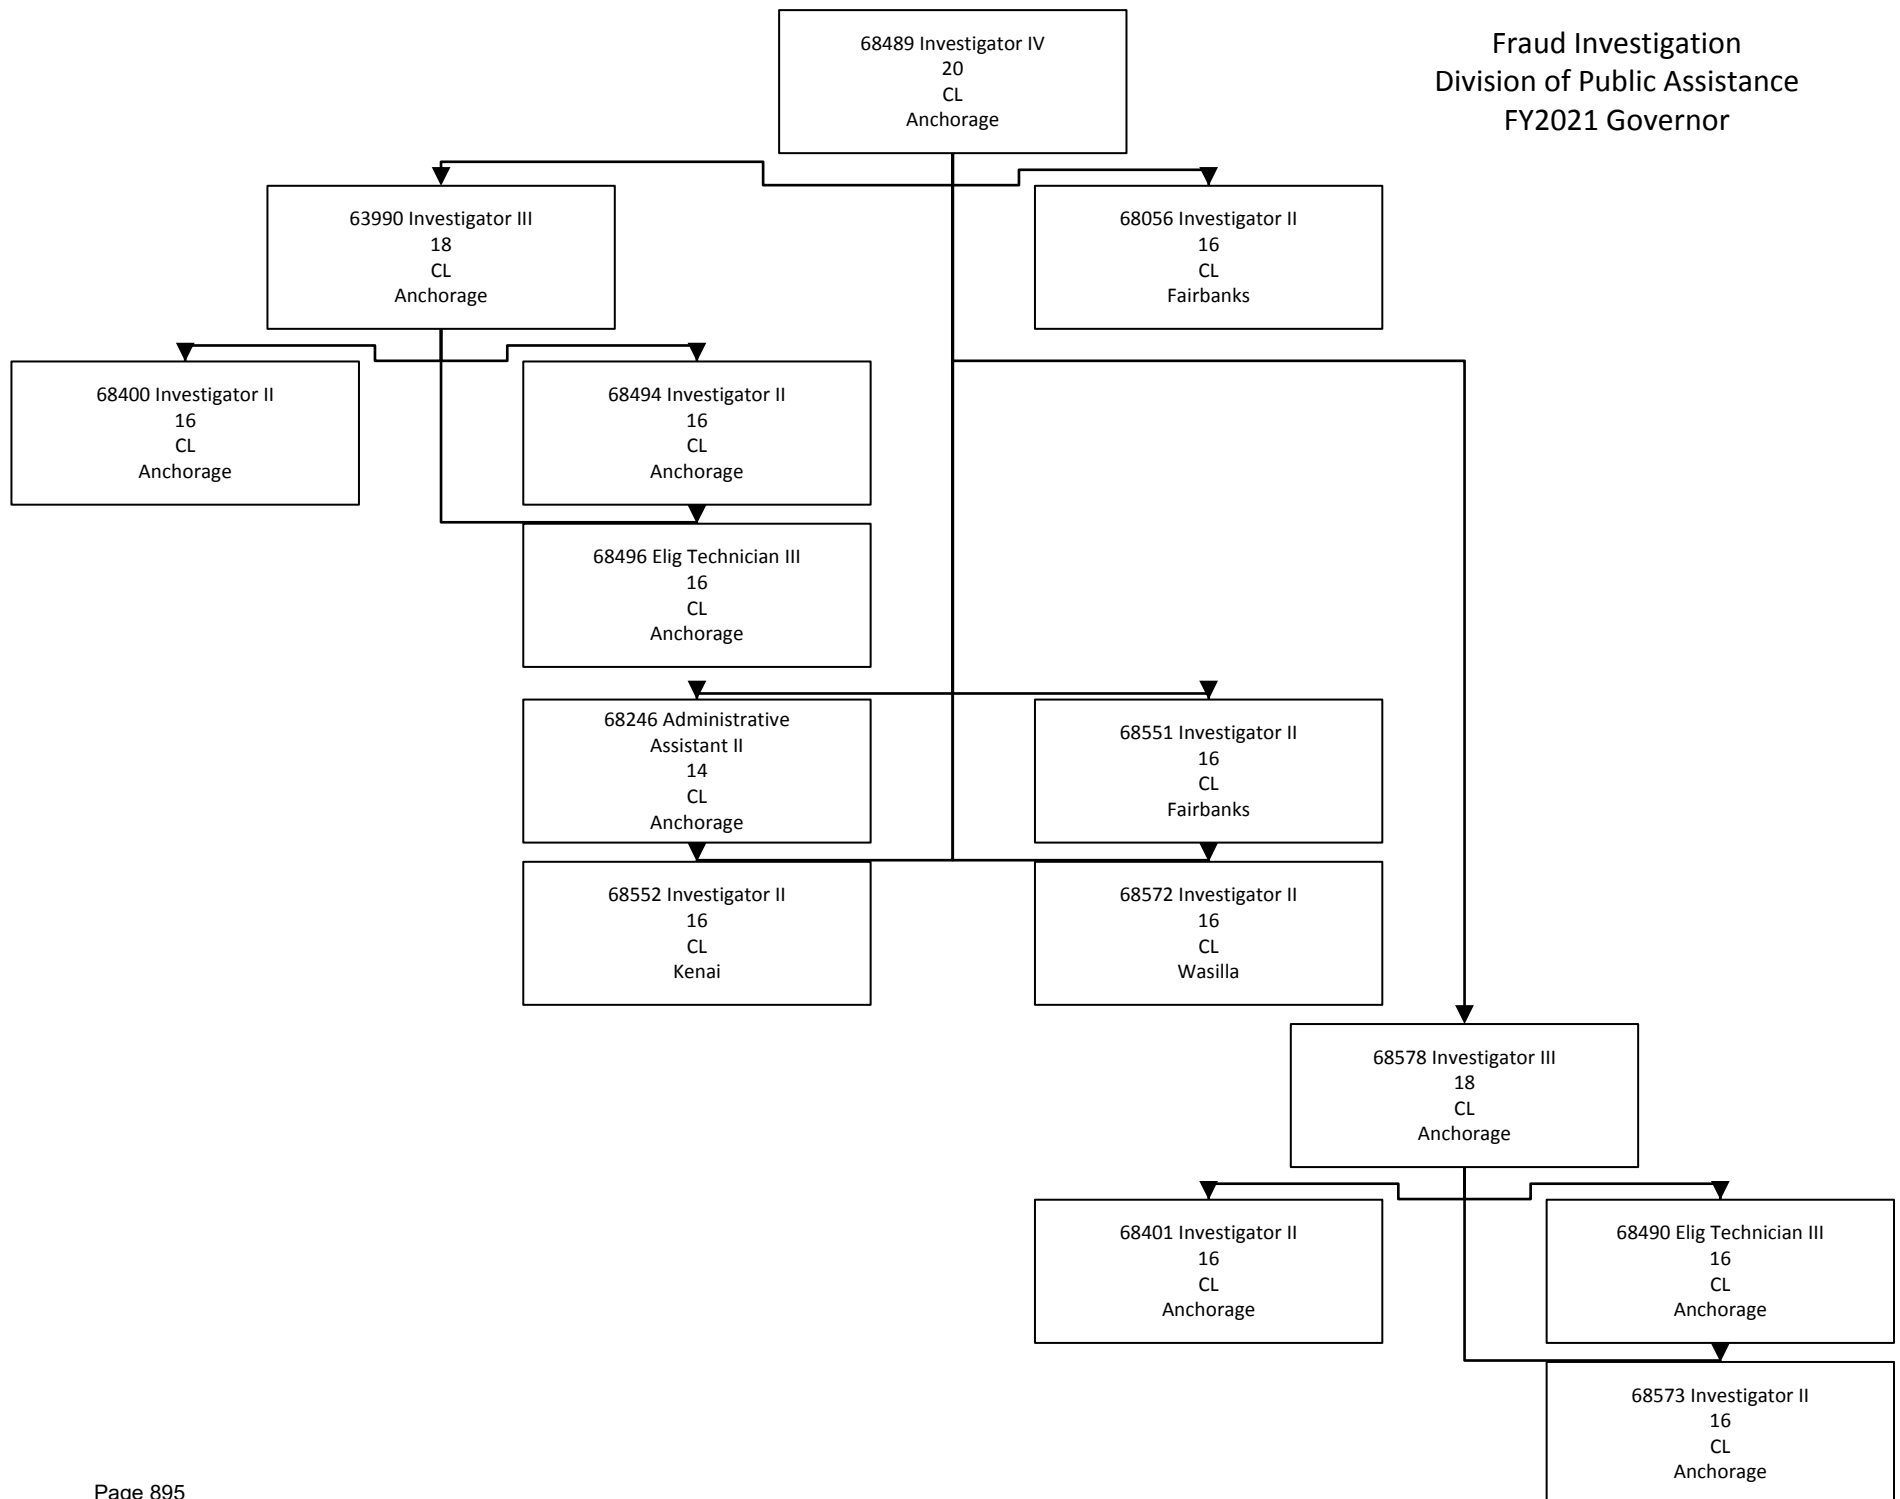 Fraud Investigation
Division of Public Assistance
FY2021 Governor
68489 Investigator IV
20
CL
Anchorage
63990 Investigator III
18
CL
Anchorage
68056 Investigator II
16
CL
Fairbanks
68400 Investigator II
16
CL
Anchorage
68494 Investigator II
16
CL
Anchorage
68496 Elig Technician III
16
CL
Anchorage
68246 Administrative
Assistant II
14
CL
Anchorage
68551 Investigator II
16
CL
Fairbanks
68552 Investigator II
16
CL
Kenai
68572 Investigator II
16
CL
Wasilla
68578 Investigator III
18
CL
Anchorage
68401 Investigator II
16
CL
Anchorage
68490 Elig Technician III
16
CL
Anchorage
68573 Investigator II
16
CL
Anchorage
Page 895